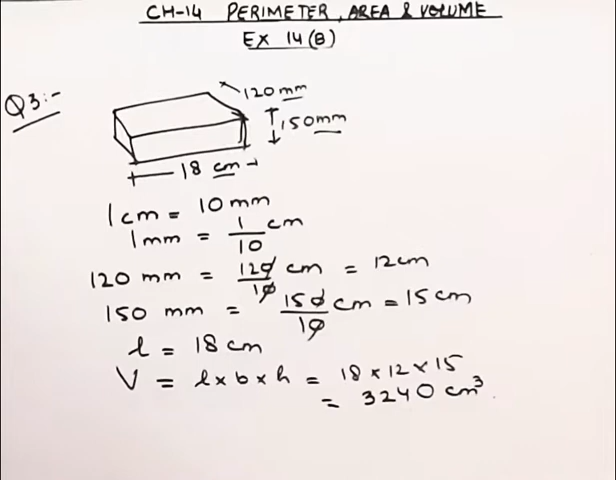 CH-14 PERIMETER, AREA & VOLUME
EX 14(B)
Q3:-
120 mm
150 mm
18 cm
1 cm = 10 mm
1 mm = 1/10 cm
120 mm = 120/10 cm = 12 cm
150 mm = 150/10 cm = 15 cm
l = 18 cm
V = l × b × h = 18 × 12 × 15
= 3240 cm³